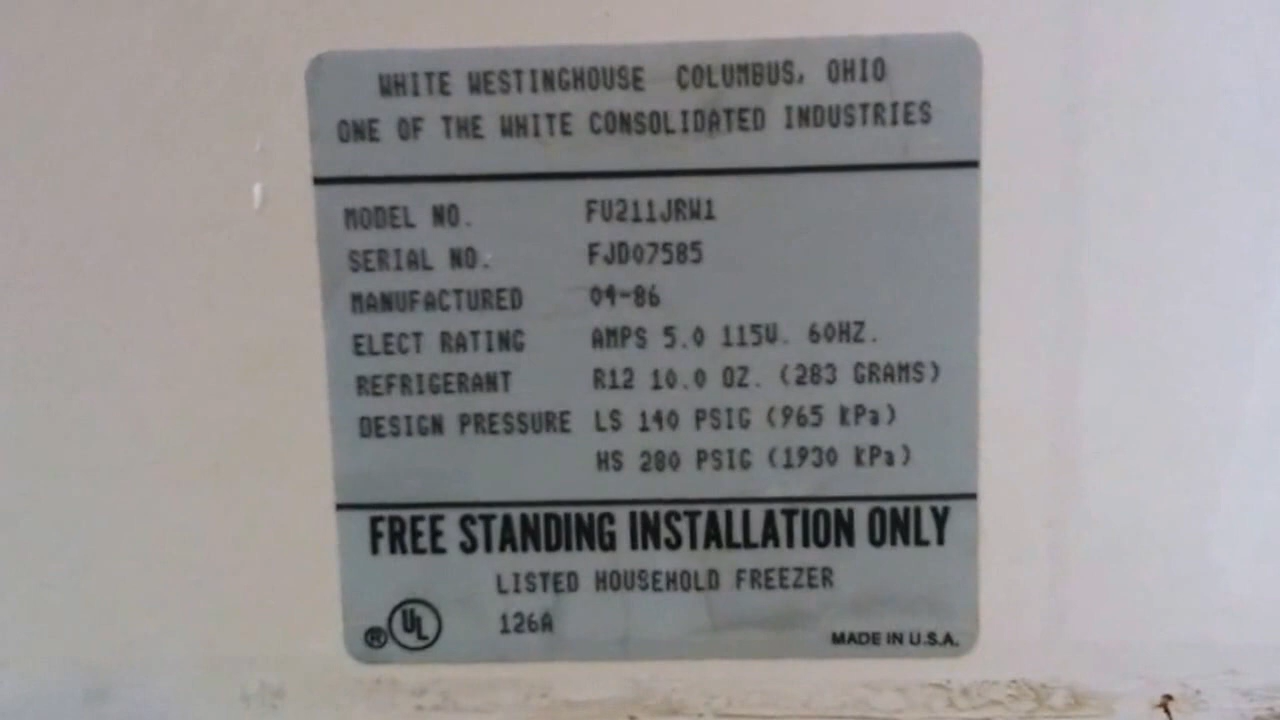 WHITE WESTINGHOUSE COLUMBUS, OHIO
ONE OF THE WHITE CONSOLIDATED INDUSTRIES
MODEL NO. FU211JRW1
SERIAL NO. FJD07585
MANUFACTURED 04-86
ELECT RATING AMPS 5.0 115V. 60HZ.
REFRIGERANT R12 10.0 OZ. (283 GRAMS)
DESIGN PRESSURE LS 140 PSIG (965 kPa)
HS 280 PSIG (1930 kPa)
FREE STANDING INSTALLATION ONLY
LISTED HOUSEHOLD FREEZER
® UL 126A
MADE IN U.S.A.